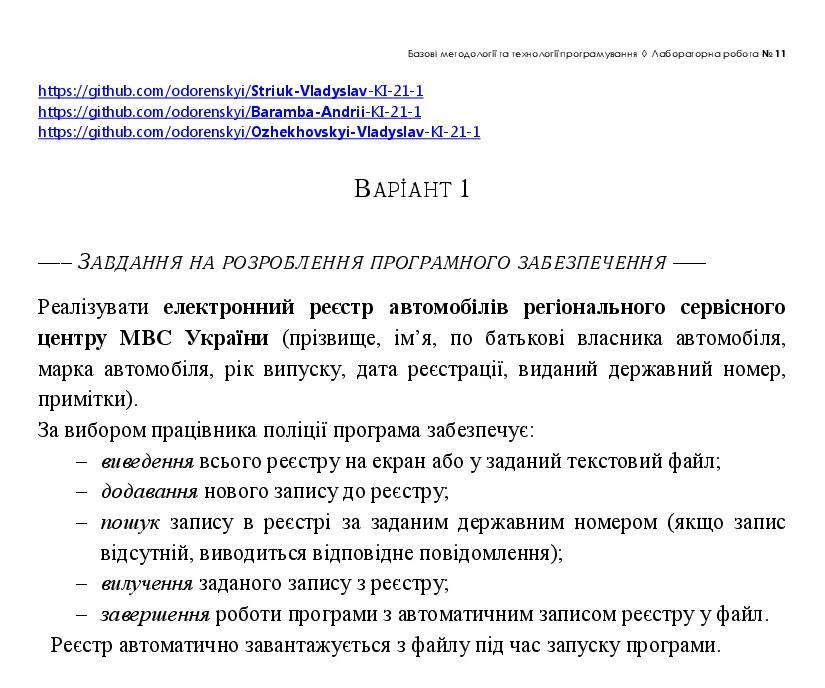 Базові методології та технології програмування ◊ Лабораторна робота № 11
https://github.com/odorenskyi/Striuk-Vladyslav-KI-21-1
https://github.com/odorenskyi/Baramba-Andrii-KI-21-1
https://github.com/odorenskyi/Ozhekhovskyi-Vladyslav-KI-21-1
ВАРІАНТ 1
—–– ЗАВДАННЯ НА РОЗРОБЛЕННЯ ПРОГРАМНОГО ЗАБЕЗПЕЧЕННЯ –—
Реалізувати електронний реєстр автомобілів регіонального сервісного
центру МВС України (прізвище, ім’я, по батькові власника автомобіля,
марка автомобіля, рік випуску, дата реєстрації, виданий державний номер,
примітки).
За вибором працівника поліції програма забезпечує:
– виведення всього реєстру на екран або у заданий текстовий файл;
– додавання нового запису до реєстру;
– пошук запису в реєстрі за заданим державним номером (якщо запис
відсутній, виводиться відповідне повідомлення);
– вилучення заданого запису з реєстру;
– завершення роботи програми з автоматичним записом реєстру у файл.
Реєстр автоматично завантажується з файлу під час запуску програми.